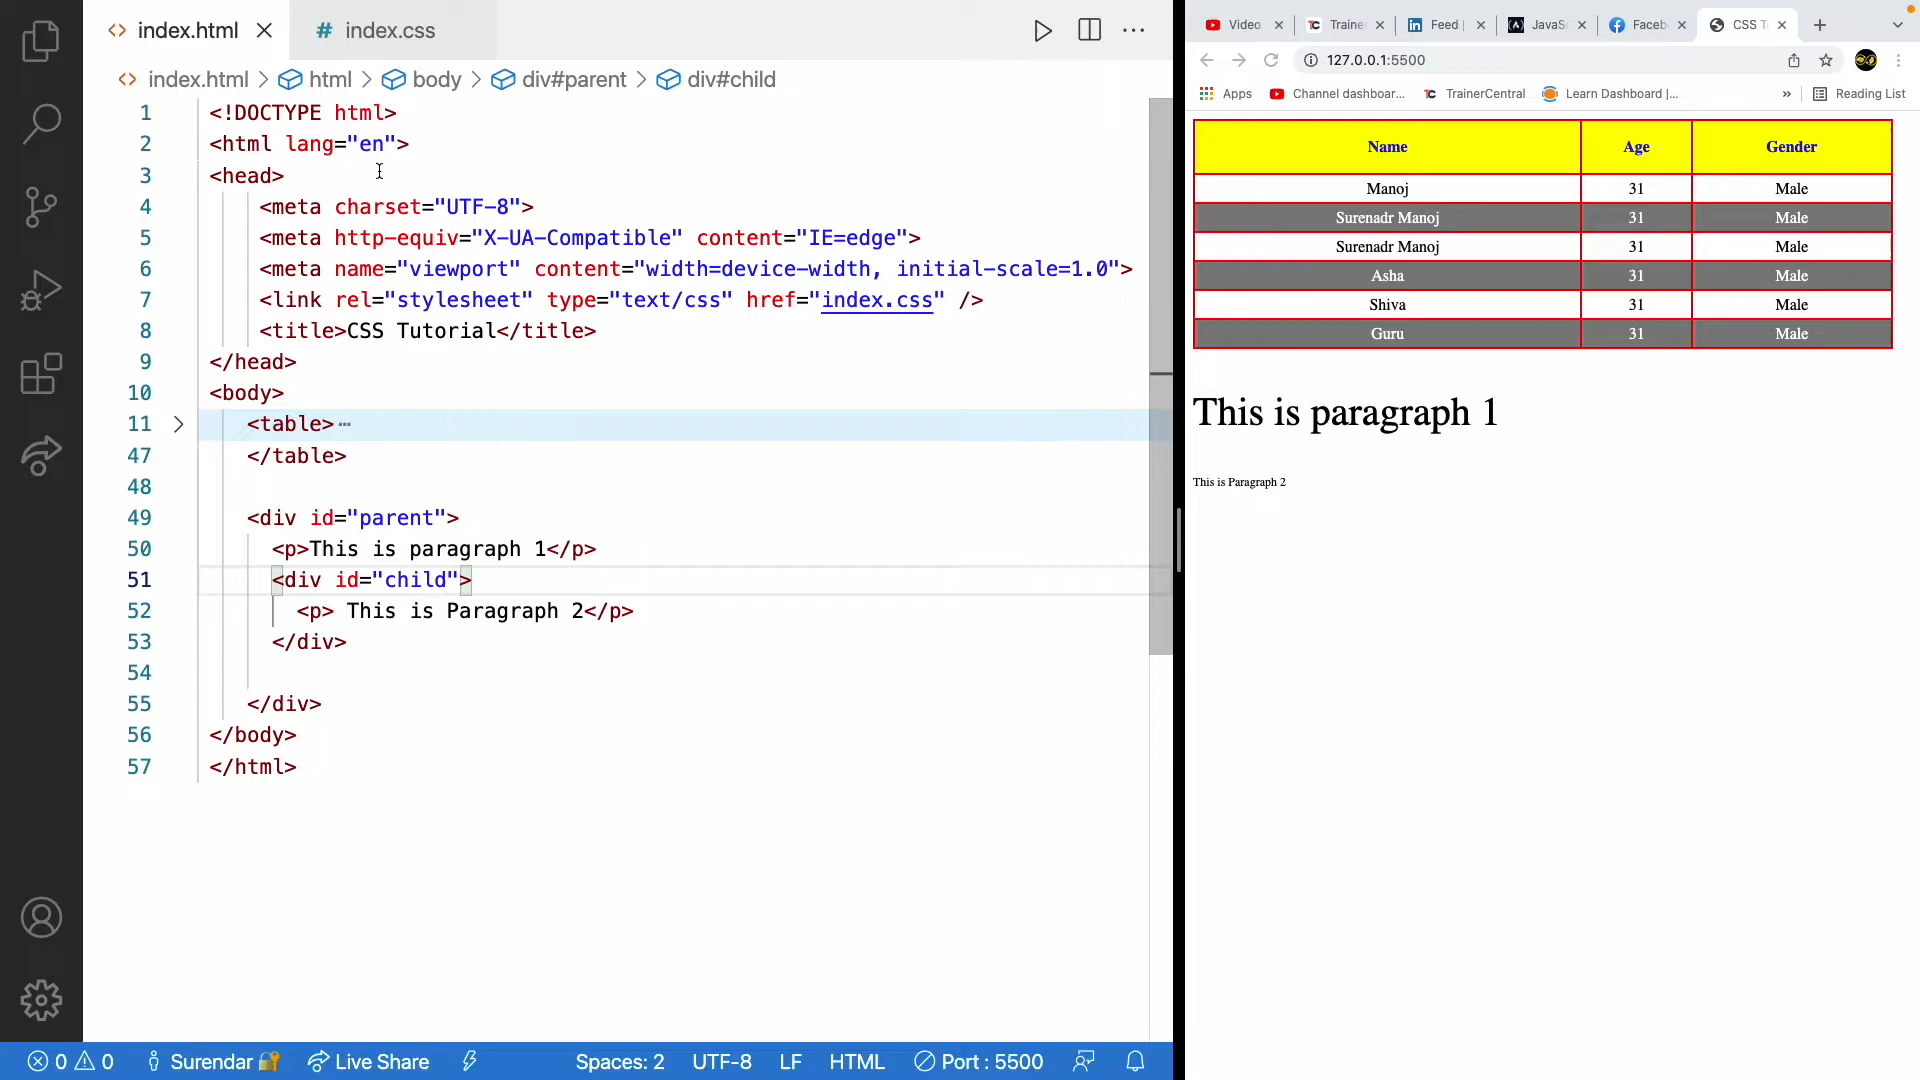 index.html
# index.css
index.html > html > body > div#parent > div#child
1 <!DOCTYPE html>
2 <html lang="en">
3 <head>
4 <meta charset="UTF-8">
5 <meta http-equiv="X-UA-Compatible" content="IE=edge">
6 <meta name="viewport" content="width=device-width, initial-scale=1.0">
7 <link rel="stylesheet" type="text/css" href="index.css" />
8 <title>CSS Tutorial</title>
9 </head>
10 <body>
11 <table>
47 </table>
48
49 <div id="parent">
50 <p>This is paragraph 1</p>
51 <div id="child">
52 <p> This is Paragraph 2</p>
53 </div>
54
55 </div>
56 </body>
57 </html>
0 0 Surendar Live Share Spaces: 2 UTF-8 LF HTML Port : 5500
Video Traine Feed JavaS Faceb CSS T
127.0.0.1:5500
Apps Channel dashboar... TrainerCentral Learn Dashboard |... » Reading List
Name Age Gender
Manoj 31 Male
Surenadr Manoj 31 Male
Surenadr Manoj 31 Male
Asha 31 Male
Shiva 31 Male
Guru 31 Male
This is paragraph 1
This is Paragraph 2